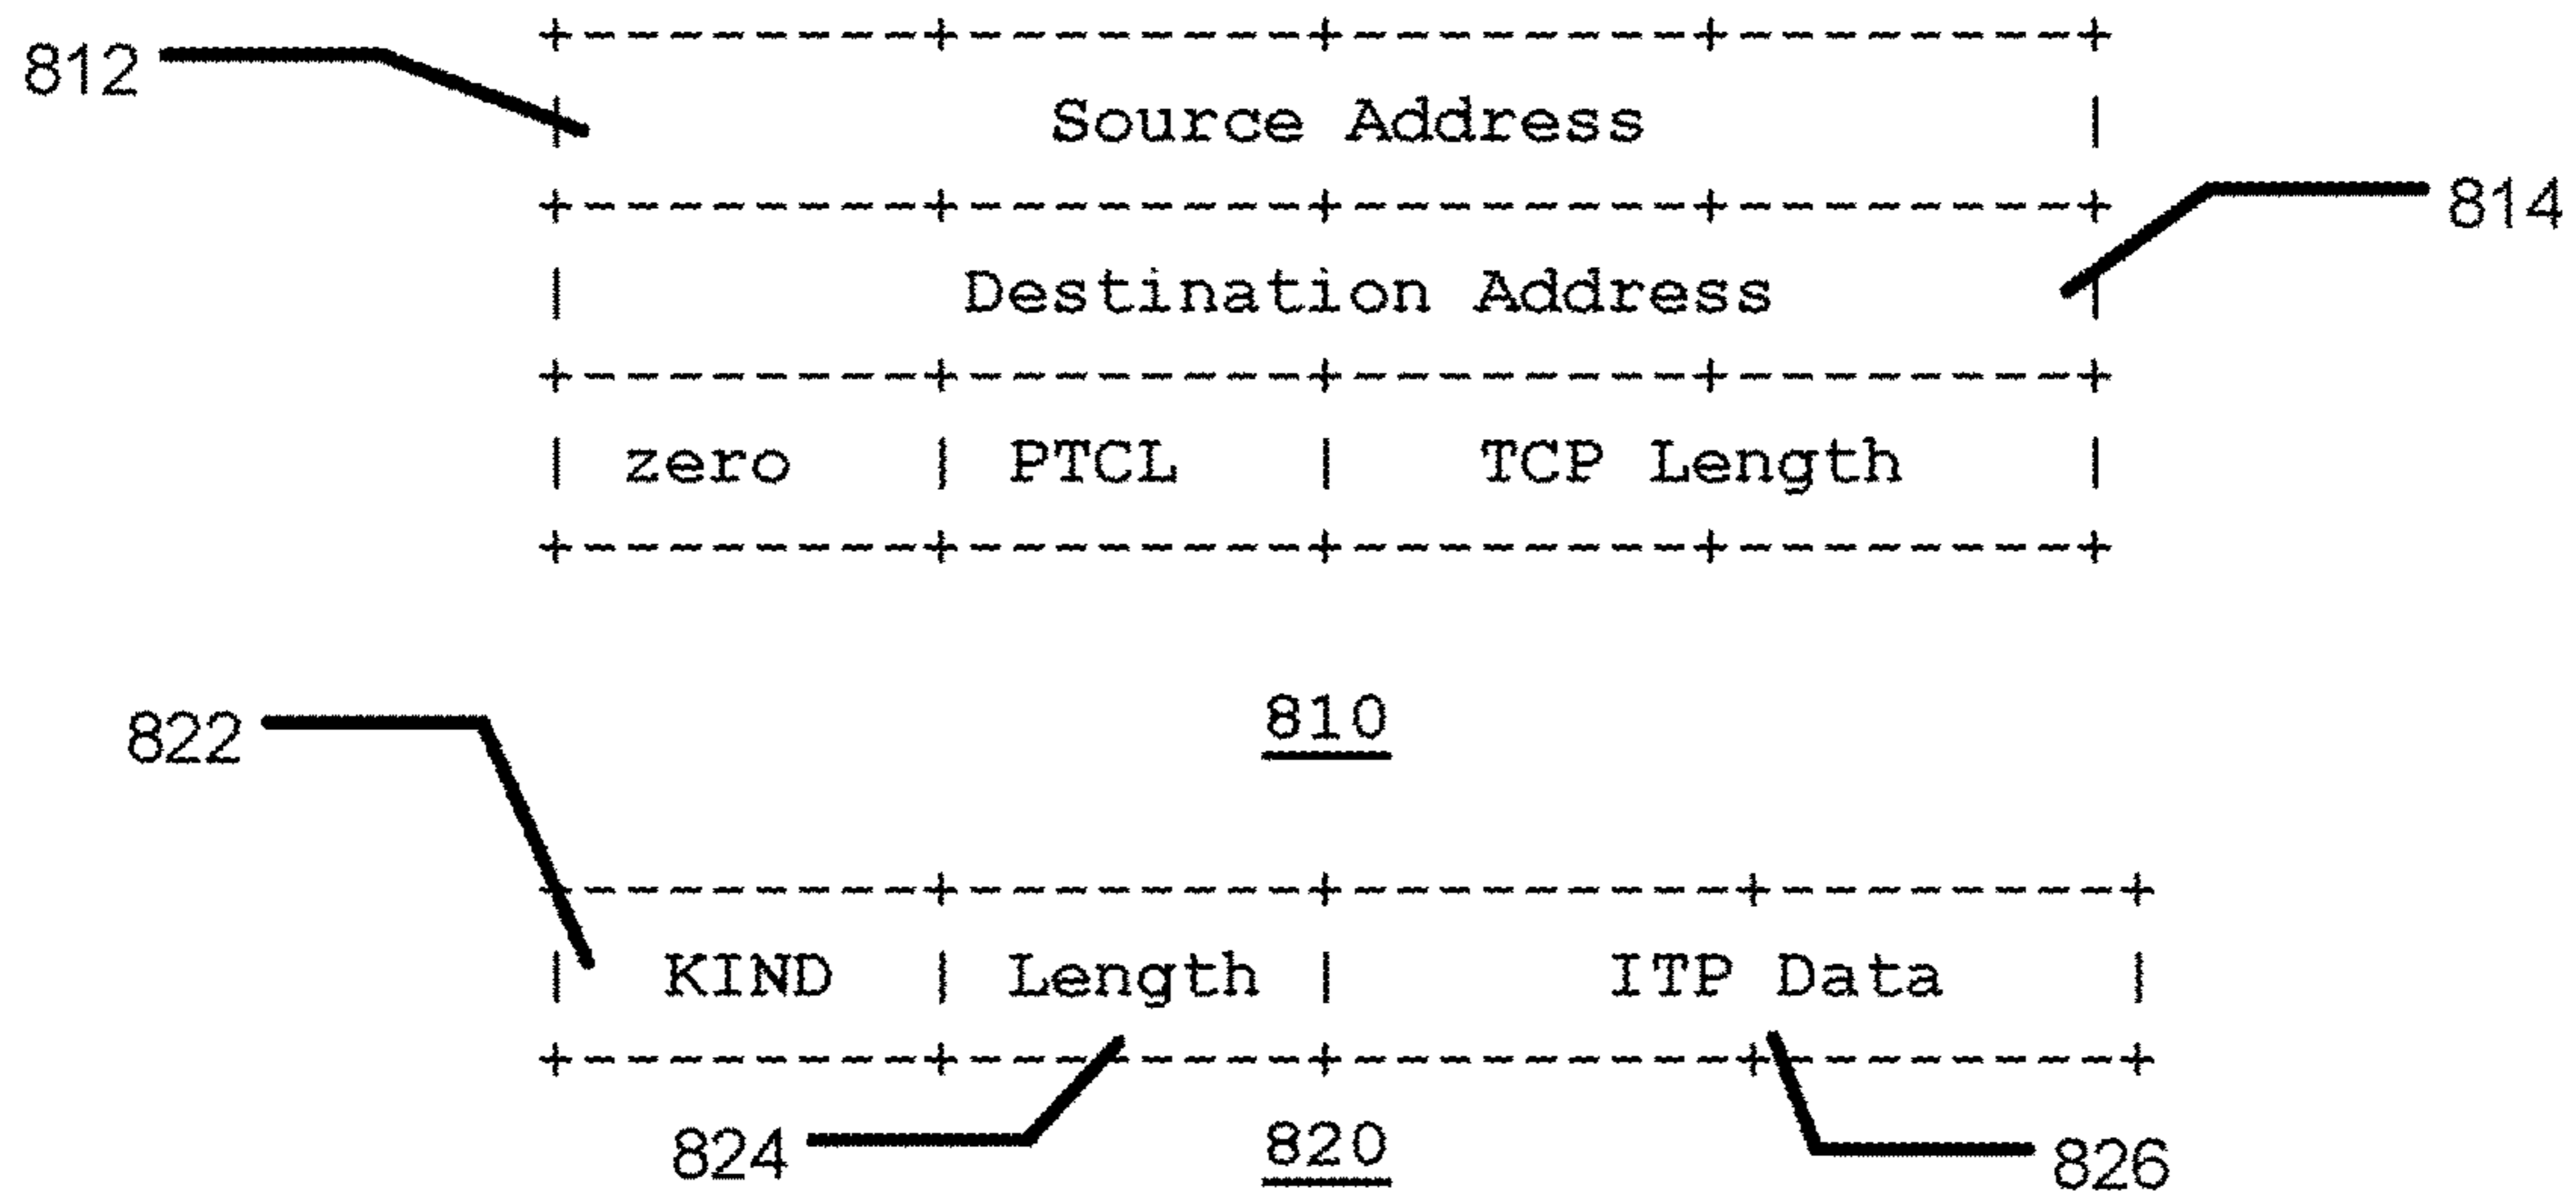 812
Source Address
814
Destination Address
zero | PTCL | TCP Length
810
822
KIND | Length | ITP Data
824
820
826